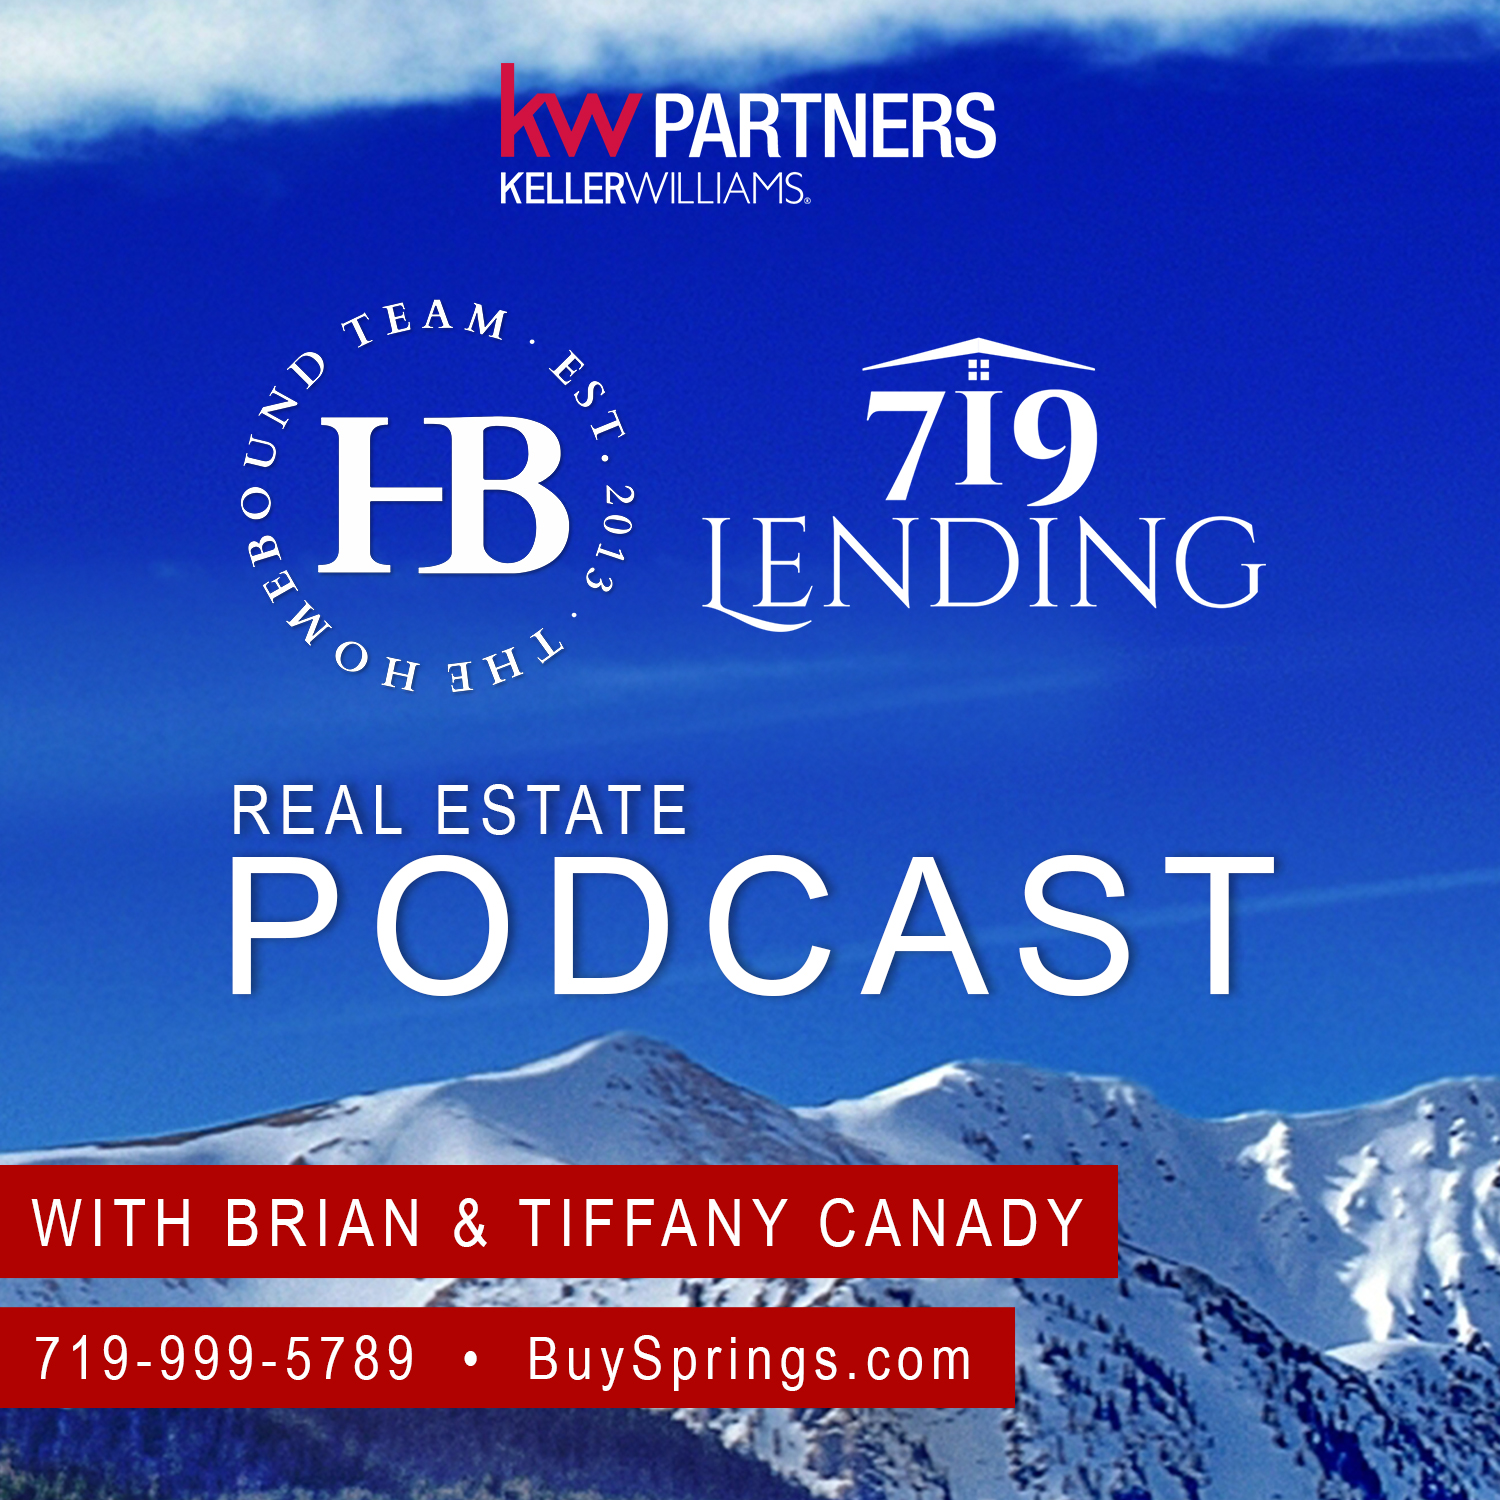 kw PARTNERS
KELLERWILLIAMS®
THE HOMEBOUND TEAM · EST. 2013 ·
HB
719
LENDING
REAL ESTATE
PODCAST
WITH BRIAN & TIFFANY CANADY
719-999-5789 • BuySprings.com